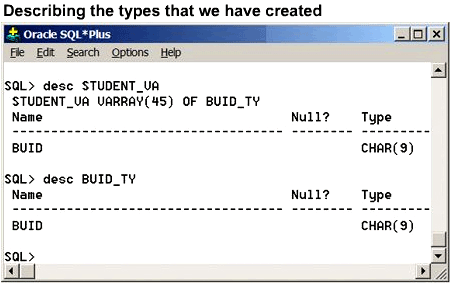 Describing the types that we have created
Oracle SQL*Plus
File Edit Search Options Help
SQL> desc STUDENT_VA
STUDENT_VA VARRAY(45) OF BUID_TY
Name Null? Type
----------------------------------- -------- ---------
BUID CHAR(9)
SQL> desc BUID_TY
Name Null? Type
----------------------------------- -------- ---------
BUID CHAR(9)
SQL>